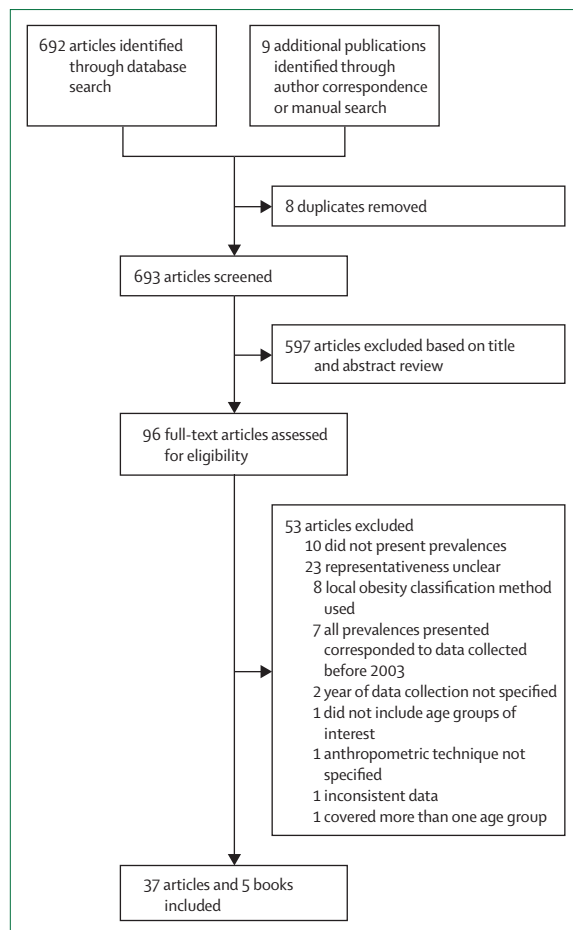 692 articles identified
through database
search
9 additional publications
identified through
author correspondence
or manual search
8 duplicates removed
693 articles screened
597 articles excluded based on title
and abstract review
96 full-text articles assessed
for eligibility
53 articles excluded
10 did not present prevalences
23 representativeness unclear
8 local obesity classification method
used
7 all prevalences presented
corresponded to data collected
before 2003
2 year of data collection not specified
1 did not include age groups of
interest
1 anthropometric technique not
specified
1 inconsistent data
1 covered more than one age group
37 articles and 5 books
included